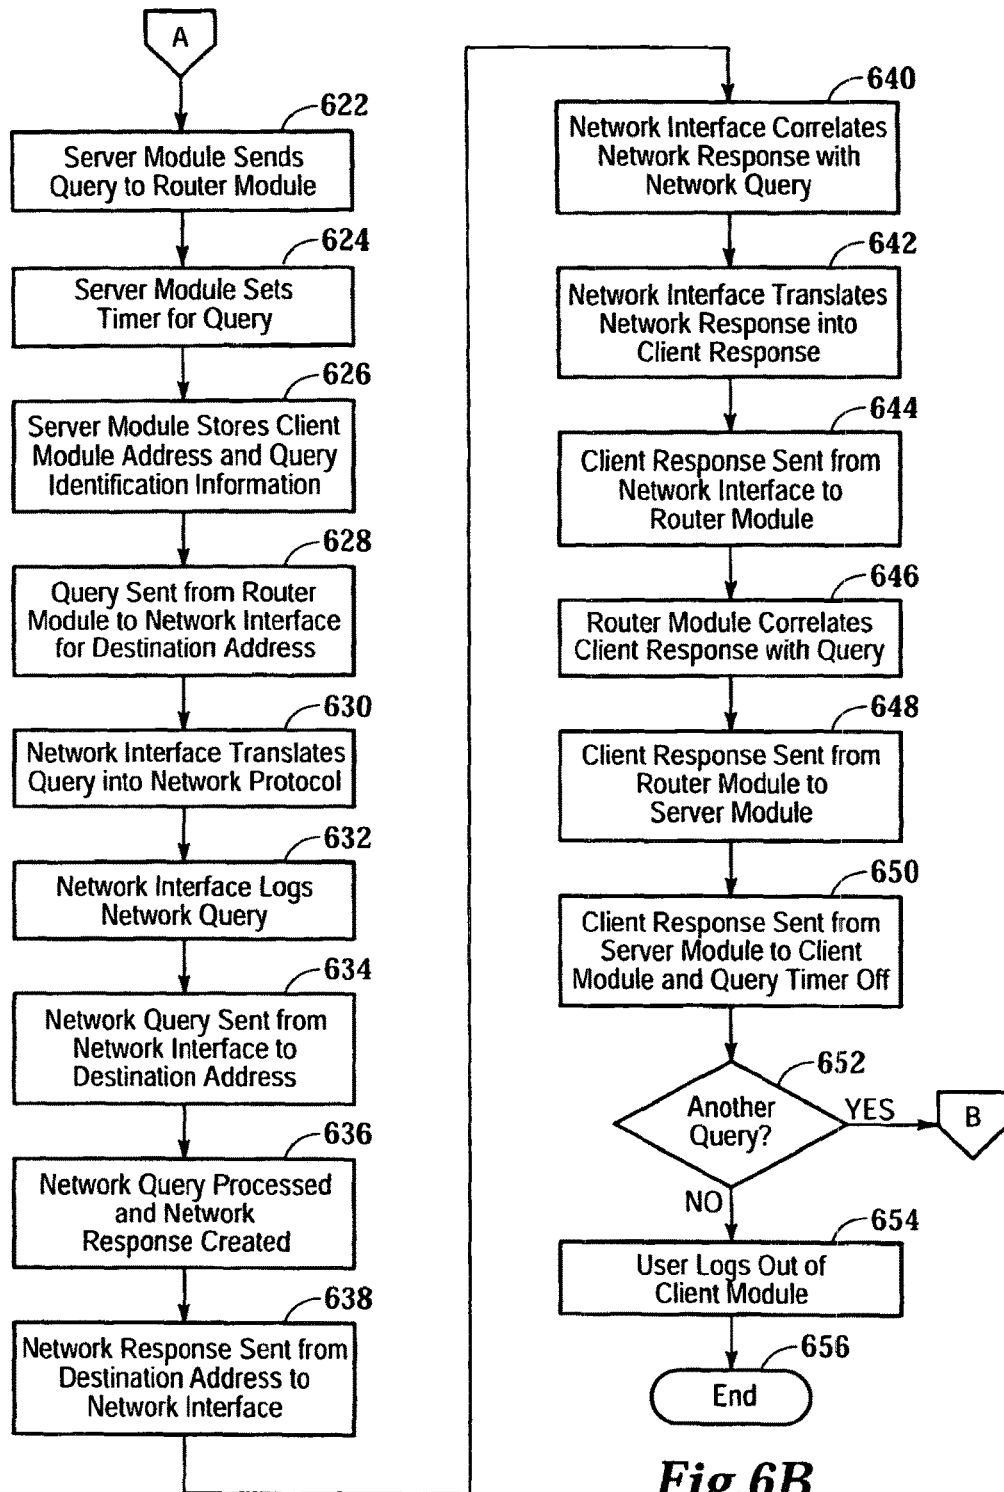 A
622
Server Module Sends
Query to Router Module
624
Server Module Sets
Timer for Query
626
Server Module Stores Client
Module Address and Query
Identification Information
628
Query Sent from Router
Module to Network Interface
for Destination Address
630
Network Interface Translates
Query into Network Protocol
632
Network Interface Logs
Network Query
634
Network Query Sent from
Network Interface to
Destination Address
636
Network Query Processed
and Network
Response Created
638
Network Response Sent from
Destination Address to
Network Interface
640
Network Interface Correlates
Network Response with
Network Query
642
Network Interface Translates
Network Response into
Client Response
644
Client Response Sent from
Network Interface to
Router Module
646
Router Module Correlates
Client Response with Query
648
Client Response Sent from
Router Module to
Server Module
650
Client Response Sent from
Server Module to Client
Module and Query Timer Off
652
Another
Query?
YES
B
NO
654
User Logs Out of
Client Module
656
End
Fig 6B